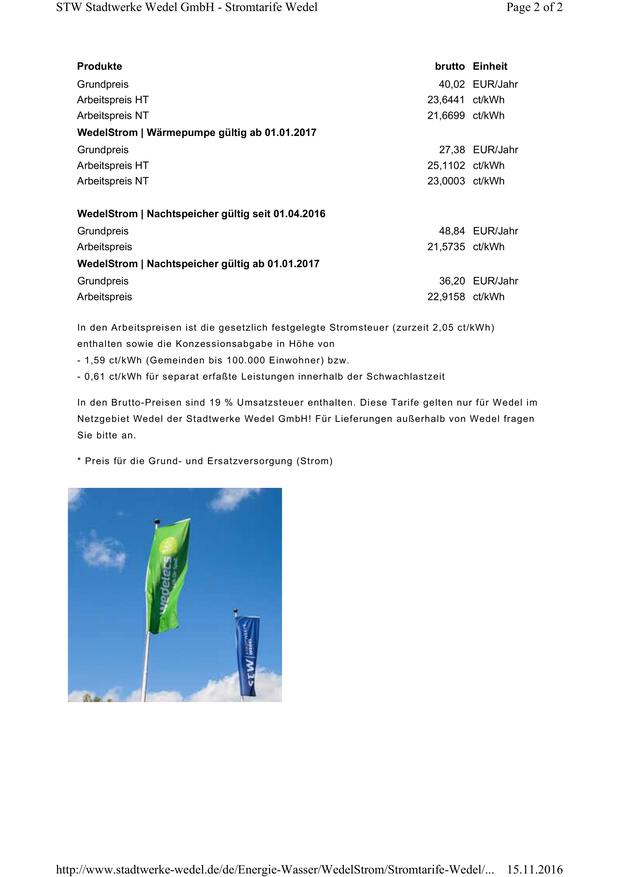 STW Stadtwerke Wedel GmbH - Stromtarife Wedel Page 2 of 2
Produkte brutto Einheit
Grundpreis 40,02 EUR/Jahr
Arbeitspreis HT 23,6441 ct/kWh
Arbeitspreis NT 21,6699 ct/kWh
WedelStrom | Wärmepumpe gültig ab 01.01.2017
Grundpreis 27,38 EUR/Jahr
Arbeitspreis HT 25,1102 ct/kWh
Arbeitspreis NT 23,0003 ct/kWh
WedelStrom | Nachtspeicher gültig seit 01.04.2016
Grundpreis 48,84 EUR/Jahr
Arbeitspreis 21,5735 ct/kWh
WedelStrom | Nachtspeicher gültig ab 01.01.2017
Grundpreis 36,20 EUR/Jahr
Arbeitspreis 22,9158 ct/kWh
In den Arbeitspreisen ist die gesetzlich festgelegte Stromsteuer (zurzeit 2,05 ct/kWh)
enthalten sowie die Konzessionsabgabe in Höhe von
- 1,59 ct/kWh (Gemeinden bis 100.000 Einwohner) bzw.
- 0,61 ct/kWh für separat erfaßte Leistungen innerhalb der Schwachlastzeit
In den Brutto-Preisen sind 19 % Umsatzsteuer enthalten. Diese Tarife gelten nur für Wedel im
Netzgebiet Wedel der Stadtwerke Wedel GmbH! Für Lieferungen außerhalb von Wedel fragen
Sie bitte an.
* Preis für die Grund- und Ersatzversorgung (Strom)
wedelecs
http://www.stadtwerke-wedel.de/de/Energie-Wasser/WedelStrom/Stromtarife-Wedel/... 15.11.2016